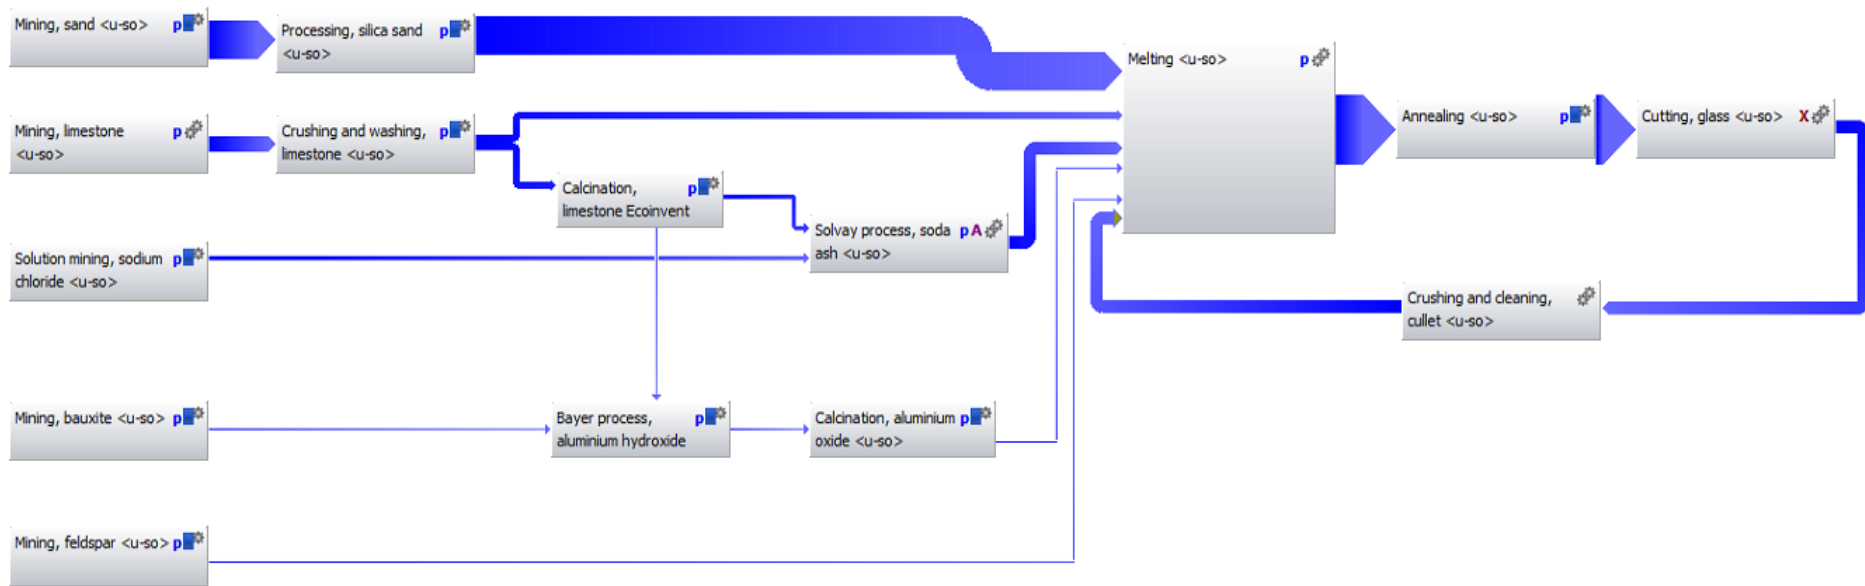 Mining, sand <u-so> p
Processing, silica sand p
<u-so>
Melting <u-so> p
Mining, limestone p
<u-so>
Crushing and washing, p
limestone <u-so>
Annealing <u-so> p
Cutting, glass <u-so> X
Calcination, p
limestone Ecoinvent
Solvay process, soda p A
ash <u-so>
Solution mining, sodium p
chloride <u-so>
Crushing and cleaning,
cullet <u-so>
Mining, bauxite <u-so> p
Bayer process, p
aluminium hydroxide
Calcination, aluminium p
oxide <u-so>
Mining, feldspar <u-so> p